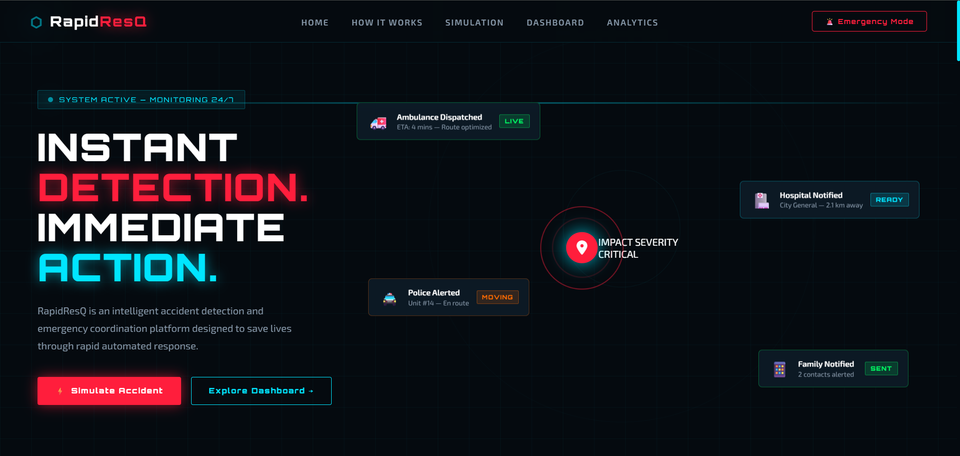 RapidResQ
HOME
HOW IT WORKS
SIMULATION
DASHBOARD
ANALYTICS
Emergency Mode
SYSTEM ACTIVE — MONITORING 24/7
INSTANT
DETECTION.
IMMEDIATE
ACTION.
RapidResQ is an intelligent accident detection and
emergency coordination platform designed to save lives
through rapid automated response.
Simulate Accident
Explore Dashboard →
Ambulance Dispatched
ETA: 4 mins — Route optimized
LIVE
Hospital Notified
City General — 2.1 km away
READY
IMPACT SEVERITY
CRITICAL
Police Alerted
Unit #14 — En route
MOVING
Family Notified
2 contacts alerted
SENT